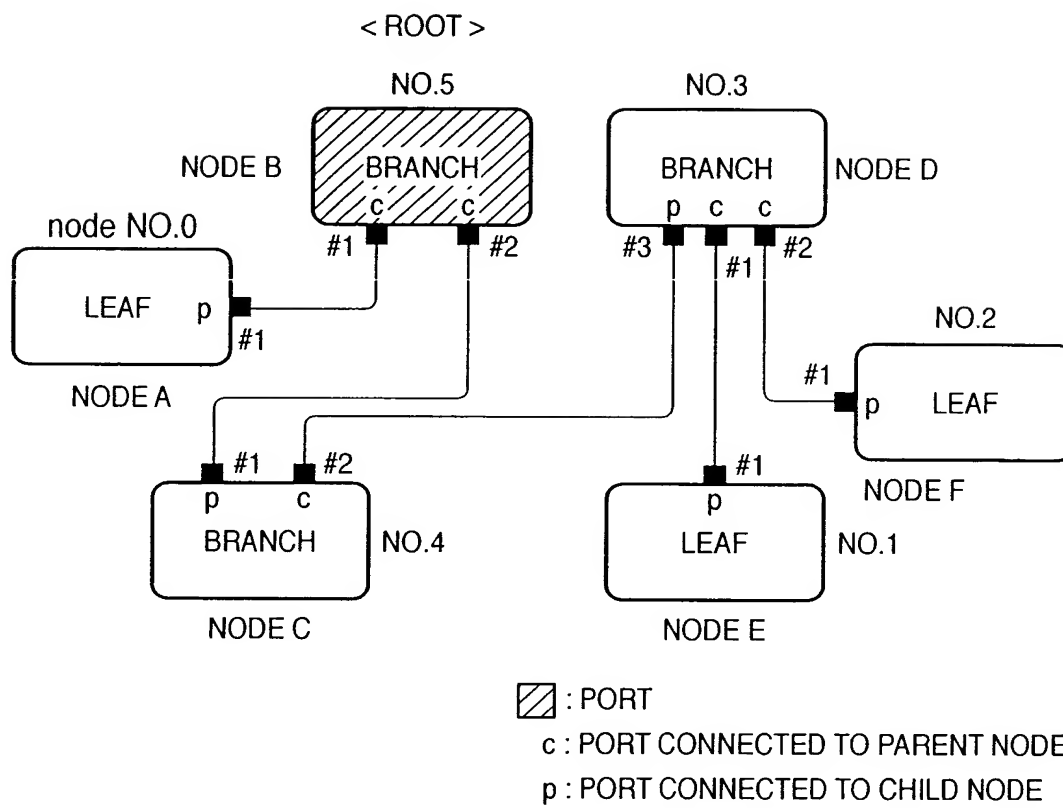 < ROOT >
NO.5
NO.3
NODE B
BRANCH
c c
BRANCH
p c c
NODE D
node NO.0
#1
#2
#3
#1
#2
LEAF p
#1
NO.2
NODE A
#1
p
LEAF
#1
#2
#1
NODE F
p c
BRANCH
NO.4
p
LEAF
NO.1
NODE C
NODE E
: PORT
c : PORT CONNECTED TO PARENT NODE
p : PORT CONNECTED TO CHILD NODE